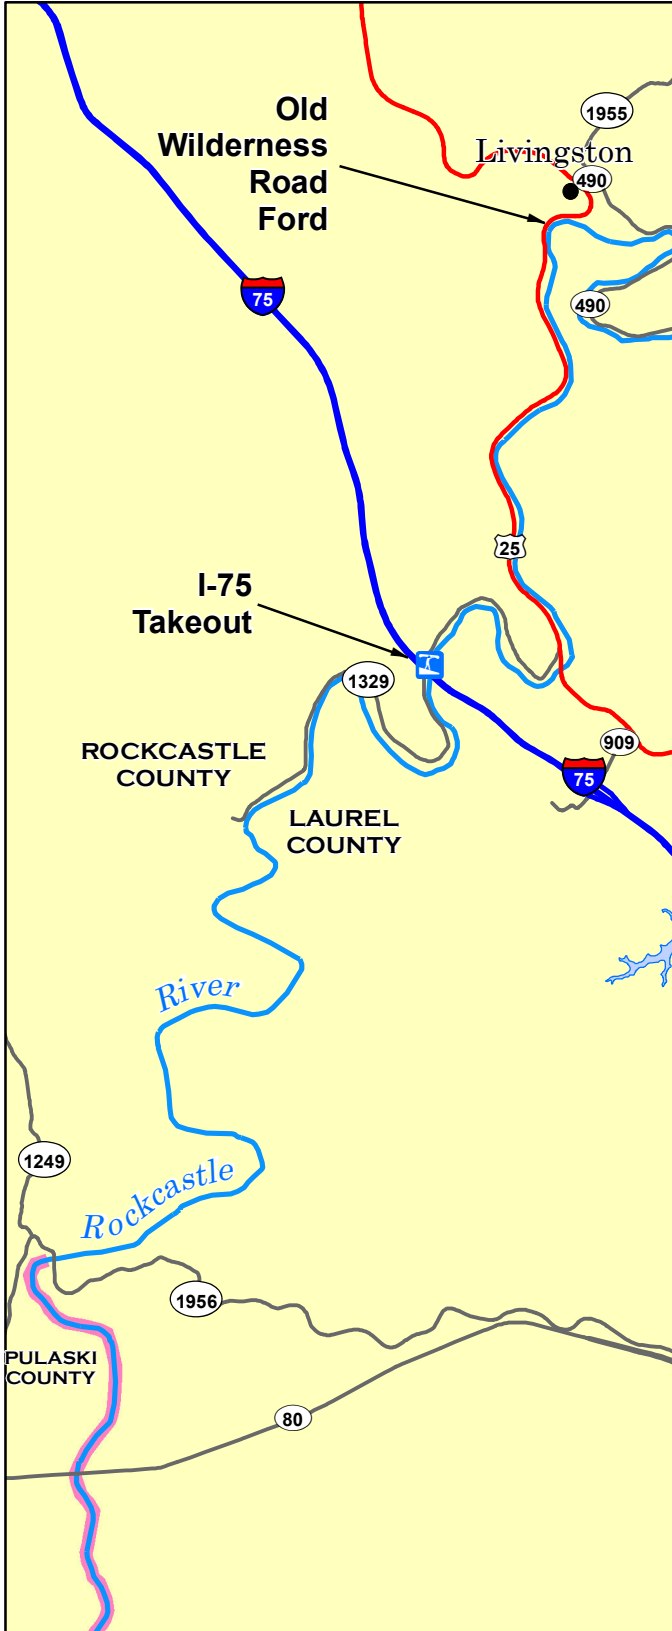 Old
Wilderness
Road
Ford
1955
Livingston
490
75
490
25
I-75
Takeout
1329
909
75
ROCKCASTLE
COUNTY
LAUREL
COUNTY
River
1249
Rockcastle
1956
PULASKI
COUNTY
80